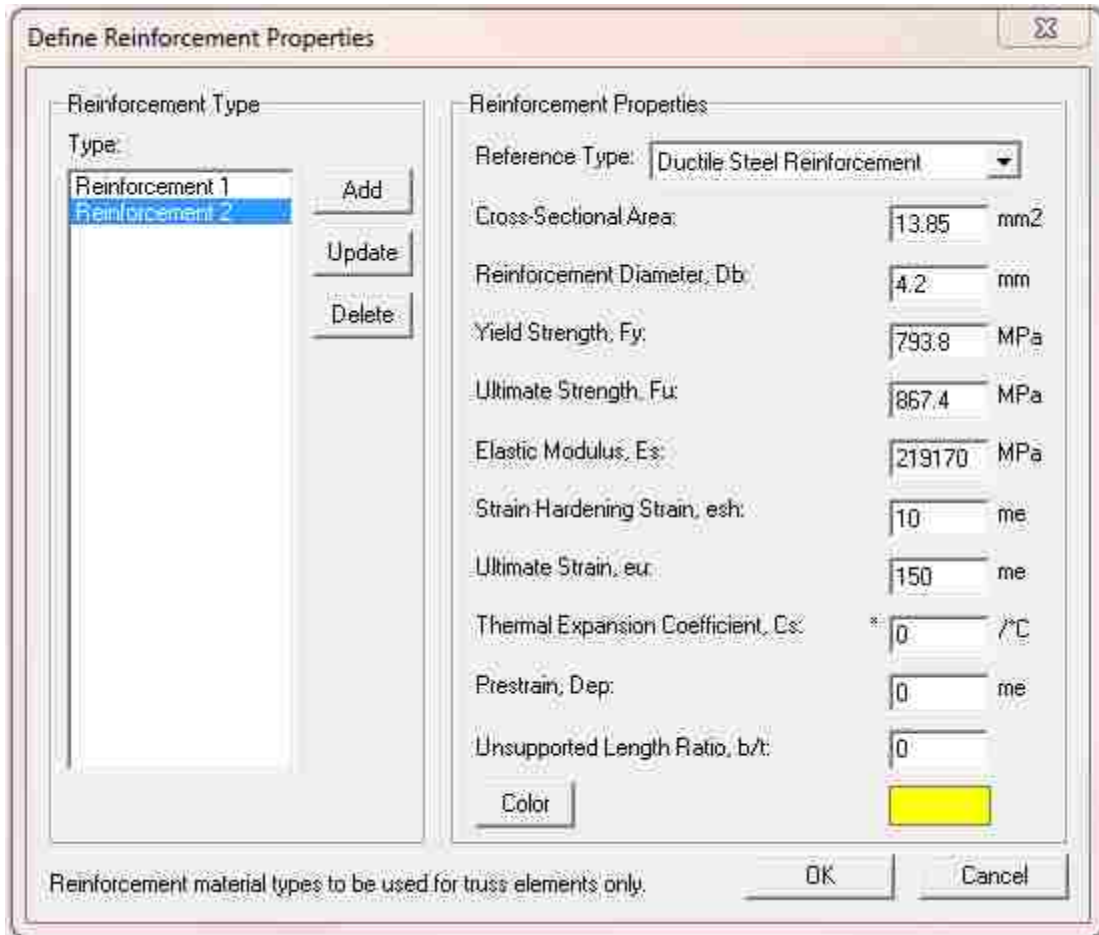 Define Reinforcement Properties
Reinforcement Type
Type:
Reinforcement 1
Reinforcement 2
Add
Update
Delete
Reinforcement Properties
Reference Type: Ductile Steel Reinforcement
Cross-Sectional Area: 13.85 mm2
Reinforcement Diameter, Db: 4.2 mm
Yield Strength, Fy: 793.8 MPa
Ultimate Strength, Fu: 867.4 MPa
Elastic Modulus, Es: 219170 MPa
Strain Hardening Strain, esh: 10 me
Ultimate Strain, eu: 150 me
Thermal Expansion Coefficient, Cs: * 0 /°C
Prestrain, Dep: 0 me
Unsupported Length Ratio, b/t: 0
Color
Reinforcement material types to be used for truss elements only.
OK
Cancel